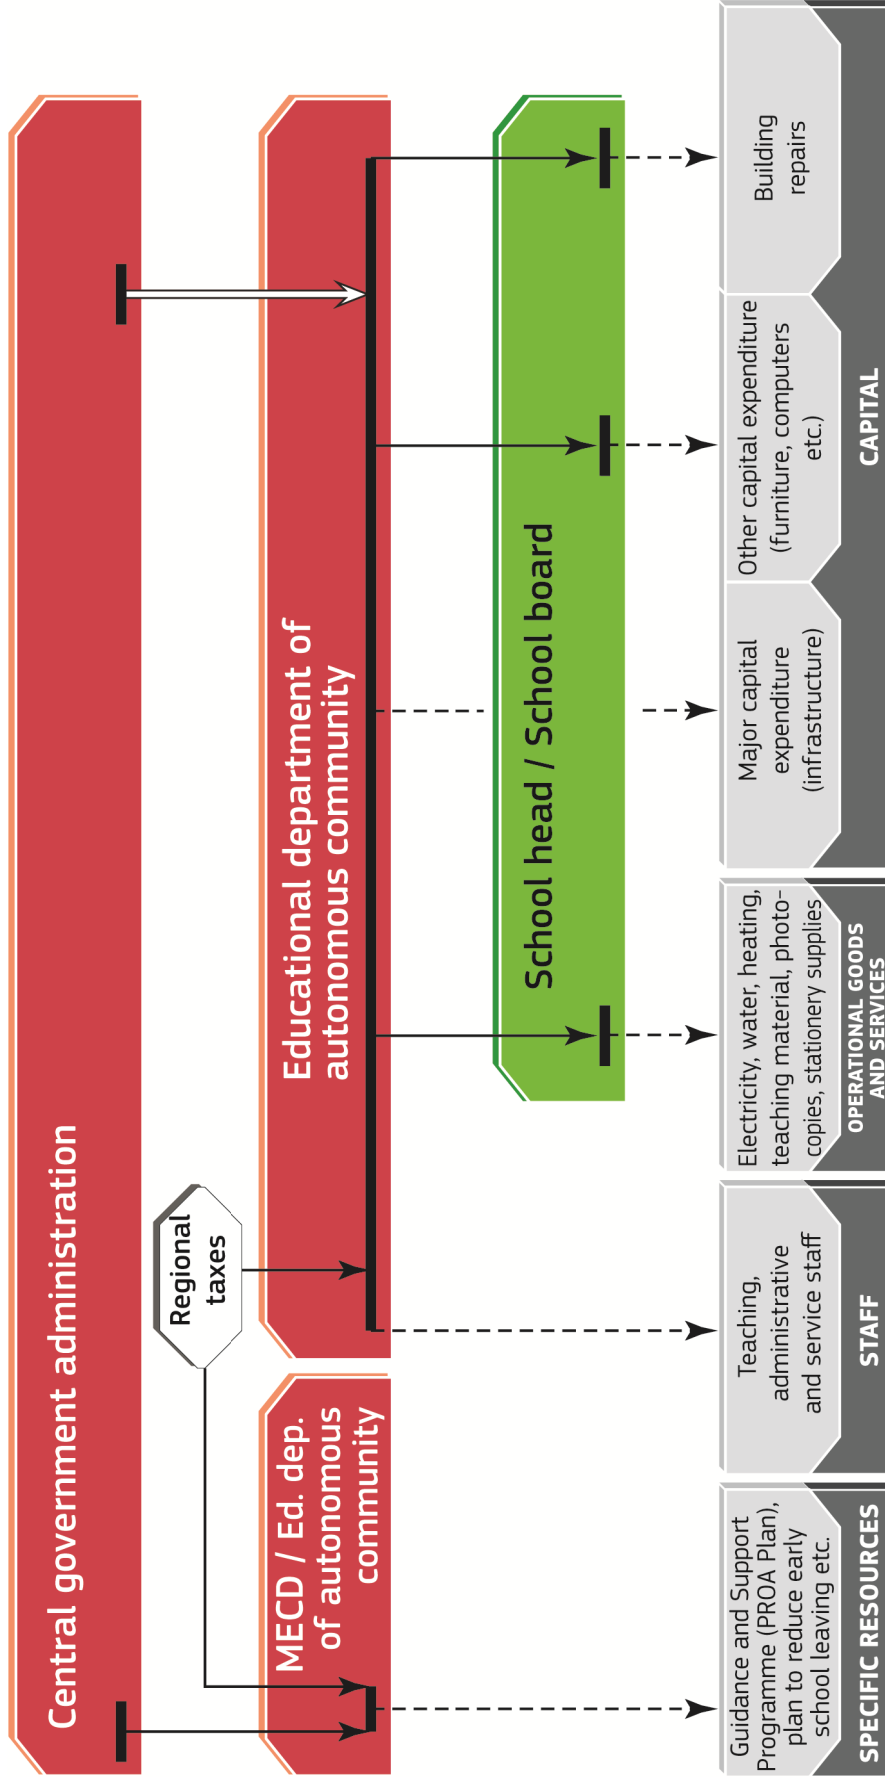 Central government administration
Regional
taxes
MECD / Ed. dep.
of autonomous
community
Educational department of
autonomous community
School head / School board
Guidance and Support
Programme (PROA Plan),
plan to reduce early
school leaving etc.
SPECIFIC RESOURCES
Teaching,
administrative
and service staff
STAFF
Electricity, water, heating,
teaching material, photo-
copies, stationery supplies
OPERATIONAL GOODS
AND SERVICES
Major capital
expenditure
(infrastructure)
Other capital expenditure
(furniture, computers
etc.)
Building
repairs
CAPITAL